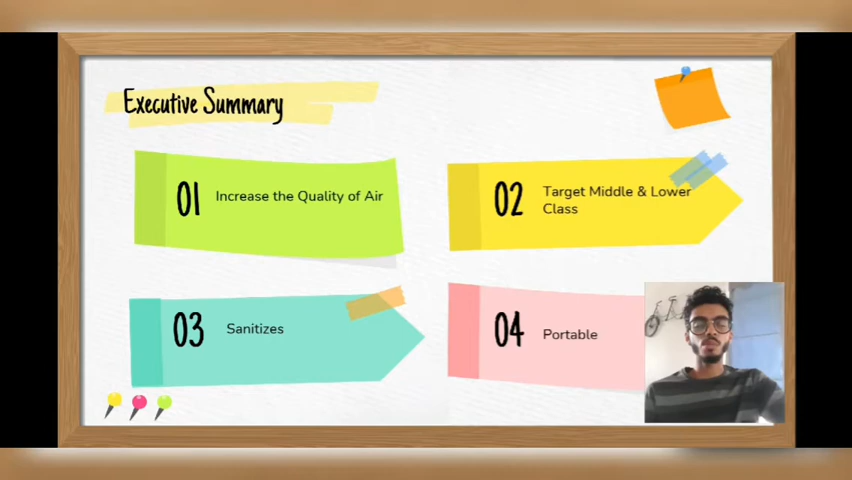 Executive Summary
01
Increase the Quality of Air
02
Target Middle & Lower
Class
03
Sanitizes
04
Portable